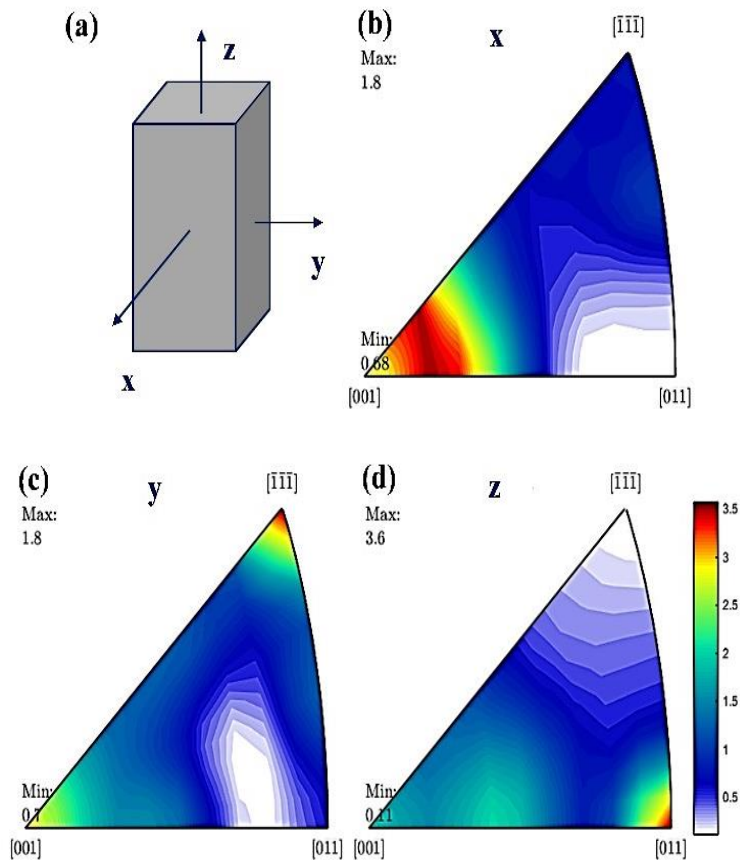 (a)
z
y
x
(b)
x
[1̄1̄1̄]
Max:
1.8
Min:
0.68
[001]
[011]
(c)
y
[1̄1̄1̄]
Max:
1.8
Min:
0.7
[001]
[011]
(d)
z
[1̄1̄1̄]
Max:
3.6
Min:
0.11
[001]
[011]
3.5
3
2.5
2
1.5
1
0.5